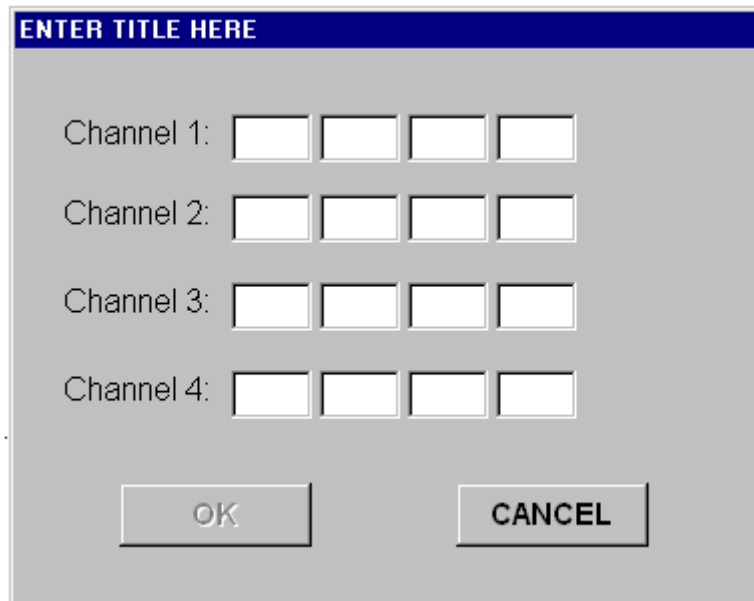 ENTER TITLE HERE
Channel 1:
Channel 2:
Channel 3:
Channel 4:
OK CANCEL